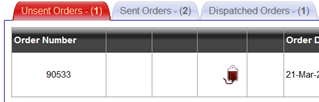 Unsent Orders - (1) Sent Orders - (2) Dispatched Orders - (1)
Order Number Order D
90533 21-Mar-2